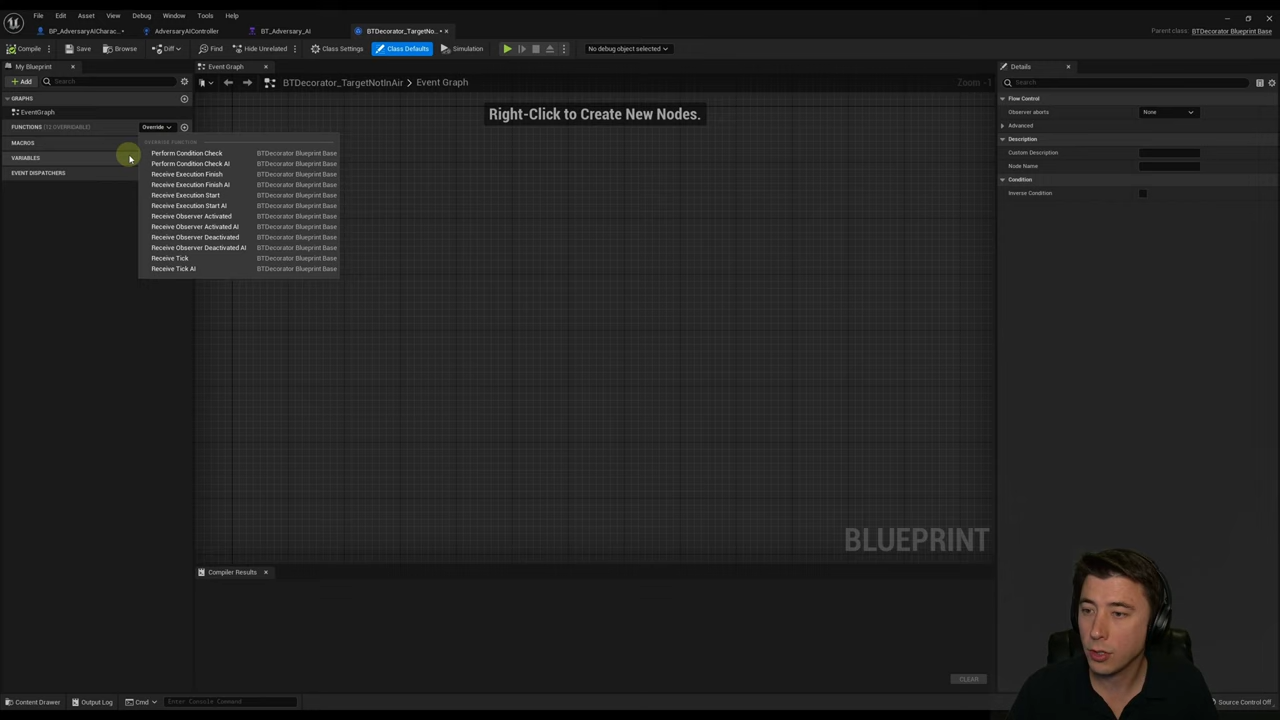 File Edit Asset View Debug Window Tools Help
BP_AdversaryAICharac... • AdversaryAIController BT_Adversary_AI BTDecorator_TargetNo... •
Parent class: BTDecorator Blueprint Base
Compile Save Browse Diff Find Hide Unrelated Class Settings Class Defaults Simulation No debug object selected
My Blueprint
Event Graph
Details
Add
Search
BTDecorator_TargetNotInAir > Event Graph
Zoom -1
Search
GRAPHS
EventGraph
FUNCTIONS (12 OVERRIDABLE) Override
MACROS
VARIABLES
EVENT DISPATCHERS
OVERRIDE FUNCTION
Perform Condition Check BTDecorator Blueprint Base
Perform Condition Check AI BTDecorator Blueprint Base
Receive Execution Finish BTDecorator Blueprint Base
Receive Execution Finish AI BTDecorator Blueprint Base
Receive Execution Start BTDecorator Blueprint Base
Receive Execution Start AI BTDecorator Blueprint Base
Receive Observer Activated BTDecorator Blueprint Base
Receive Observer Activated AI BTDecorator Blueprint Base
Receive Observer Deactivated BTDecorator Blueprint Base
Receive Observer Deactivated AI BTDecorator Blueprint Base
Receive Tick BTDecorator Blueprint Base
Receive Tick AI BTDecorator Blueprint Base
Right-Click to Create New Nodes.
BLUEPRINT
Flow Control
Observer aborts None
Advanced
Description
Custom Description
Node Name
Condition
Inverse Condition
Compiler Results
CLEAR
Content Drawer Output Log Cmd Enter Console Command
Source Control Off